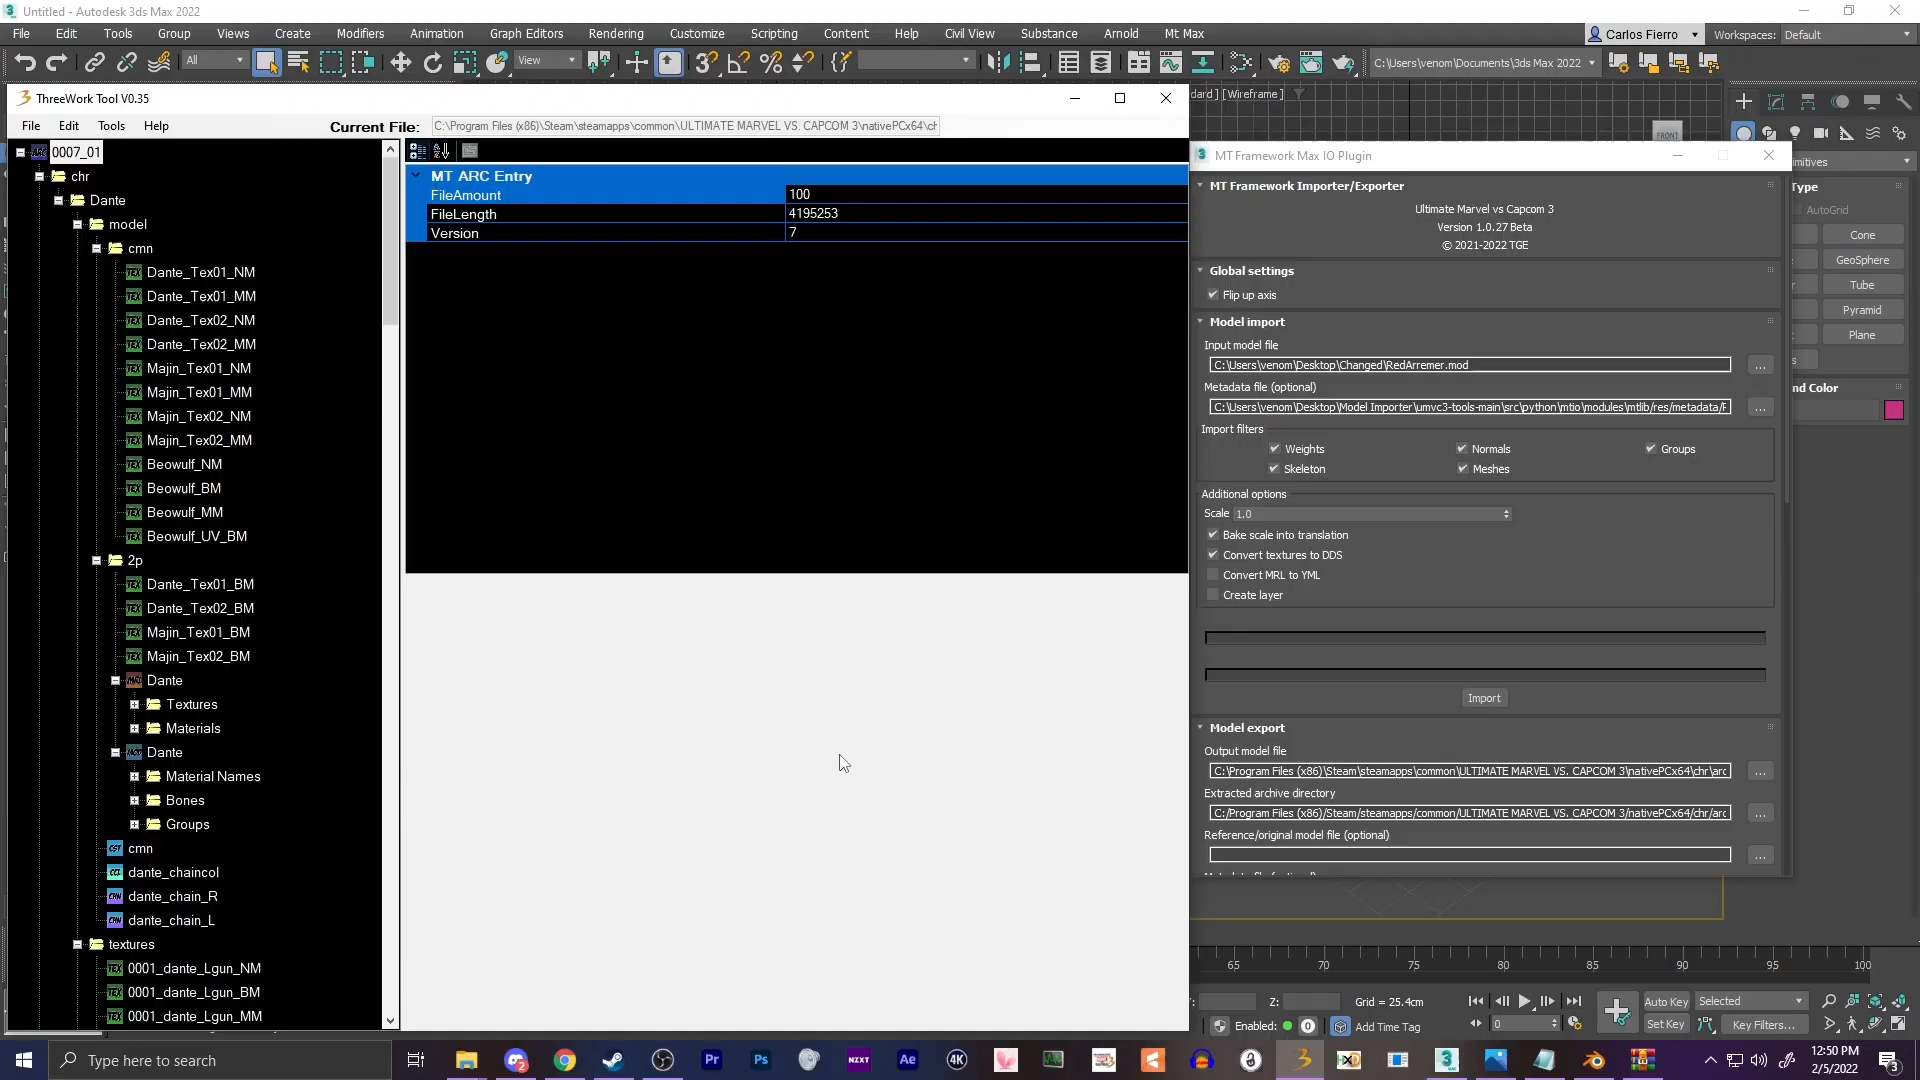 Untitled - Autodesk 3ds Max 2022
File Edit Tools Group Views Create Modifiers Animation Graph Editors Rendering Customize Scripting Content Help Civil View Substance Arnold Mt Max
Carlos Fierro Workspaces: Default
All View C:\Users\venom\Documents\3ds Max 2022
ThreeWork Tool V0.35
File Edit Tools Help
Current File: C:\Program Files (x86)\Steam\steamapps\common\ULTIMATE MARVEL VS. CAPCOM 3\nativePCx64\ch
0007_01
chr
Dante
model
cmn
Dante_Tex01_NM
Dante_Tex01_MM
Dante_Tex02_NM
Dante_Tex02_MM
Majin_Tex01_NM
Majin_Tex01_MM
Majin_Tex02_NM
Majin_Tex02_MM
Beowulf_NM
Beowulf_BM
Beowulf_MM
Beowulf_UV_BM
2p
Dante_Tex01_BM
Dante_Tex02_BM
Majin_Tex01_BM
Majin_Tex02_BM
Dante
Textures
Materials
Dante
Material Names
Bones
Groups
cmn
dante_chaincol
dante_chain_R
dante_chain_L
textures
0001_dante_Lgun_NM
0001_dante_Lgun_BM
0001_dante_Lgun_MM
MT ARC Entry
FileAmount 100
FileLength 4195253
Version 7
dard ] [Wireframe ]
FRONT
MT Framework Max IO Plugin
MT Framework Importer/Exporter
Ultimate Marvel vs Capcom 3
Version 1.0.27 Beta
© 2021-2022 TGE
Global settings
Flip up axis
Model import
Input model file
C:\Users\venom\Desktop\Changed\RedArremer.mod
...
Metadata file (optional)
C:\Users\venom\Desktop\Model Importer\umvc3-tools-main\src\python\mtio\modules\mtlib/res/metadata/F
...
Import filters
Weights Normals Groups
Skeleton Meshes
Additional options
Scale 1.0
Bake scale into translation
Convert textures to DDS
Convert MRL to YML
Create layer
Import
Model export
Output model file
C:\Program Files (x86)\Steam\steamapps\common\ULTIMATE MARVEL VS. CAPCOM 3\nativePCx64\chr\arc
...
Extracted archive directory
C:/Program Files (x86)/Steam/steamapps/common/ULTIMATE MARVEL VS. CAPCOM 3/nativePCx64/chr/arc
...
Reference/original model file (optional)
...
mitives
Type
AutoGrid
Cone
GeoSphere
Tube
Pyramid
Plane
nd Color
65 70 75 80 85 90 95 100
Z: Grid = 25.4cm
Enabled: 0 Add Time Tag
0
Auto Key Selected
Set Key Key Filters...
Type here to search
Pr Ps NZXT Ae 4K
12:50 PM
2/5/2022
3